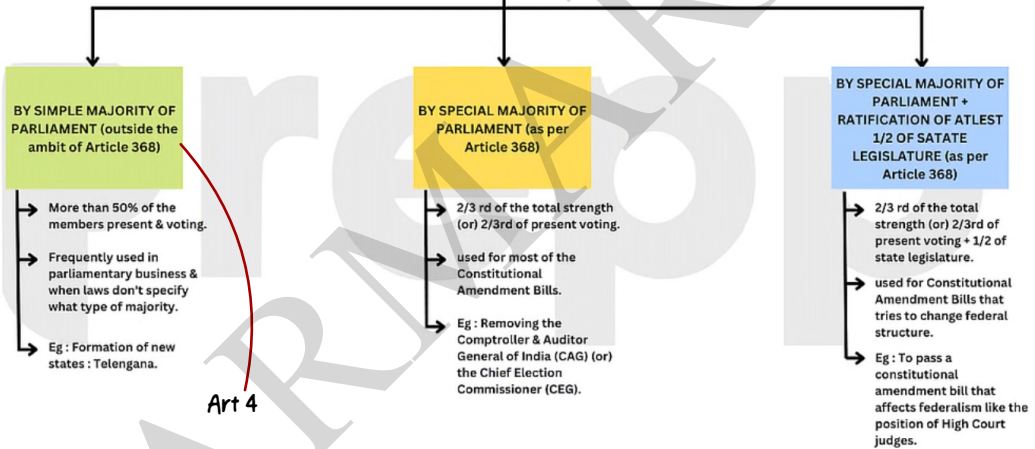 BY SIMPLE MAJORITY OF
PARLIAMENT (outside the
ambit of Article 368)
More than 50% of the
members present & voting.
Frequently used in
parliamentary business &
when laws don't specify
what type of majority.
Eg : Formation of new
states : Telengana.
Art 4
BY SPECIAL MAJORITY OF
PARLIAMENT (as per
Article 368)
2/3 rd of the total strength
(or) 2/3rd of present voting.
used for most of the
Constitutional
Amendment Bills.
Eg : Removing the
Comptroller & Auditor
General of India (CAG) (or)
the Chief Election
Commissioner (CEG).
BY SPECIAL MAJORITY OF
PARLIAMENT +
RATIFICATION OF ATLEST
1/2 OF SATATE
LEGISLATURE (as per
Article 368)
2/3 rd of the total
strength (or) 2/3rd of
present voting + 1/2 of
state legislature.
used for Constitutional
Amendment Bills that
tries to change federal
structure.
Eg : To pass a
constitutional
amendment bill that
affects federalism like the
position of High Court
judges.